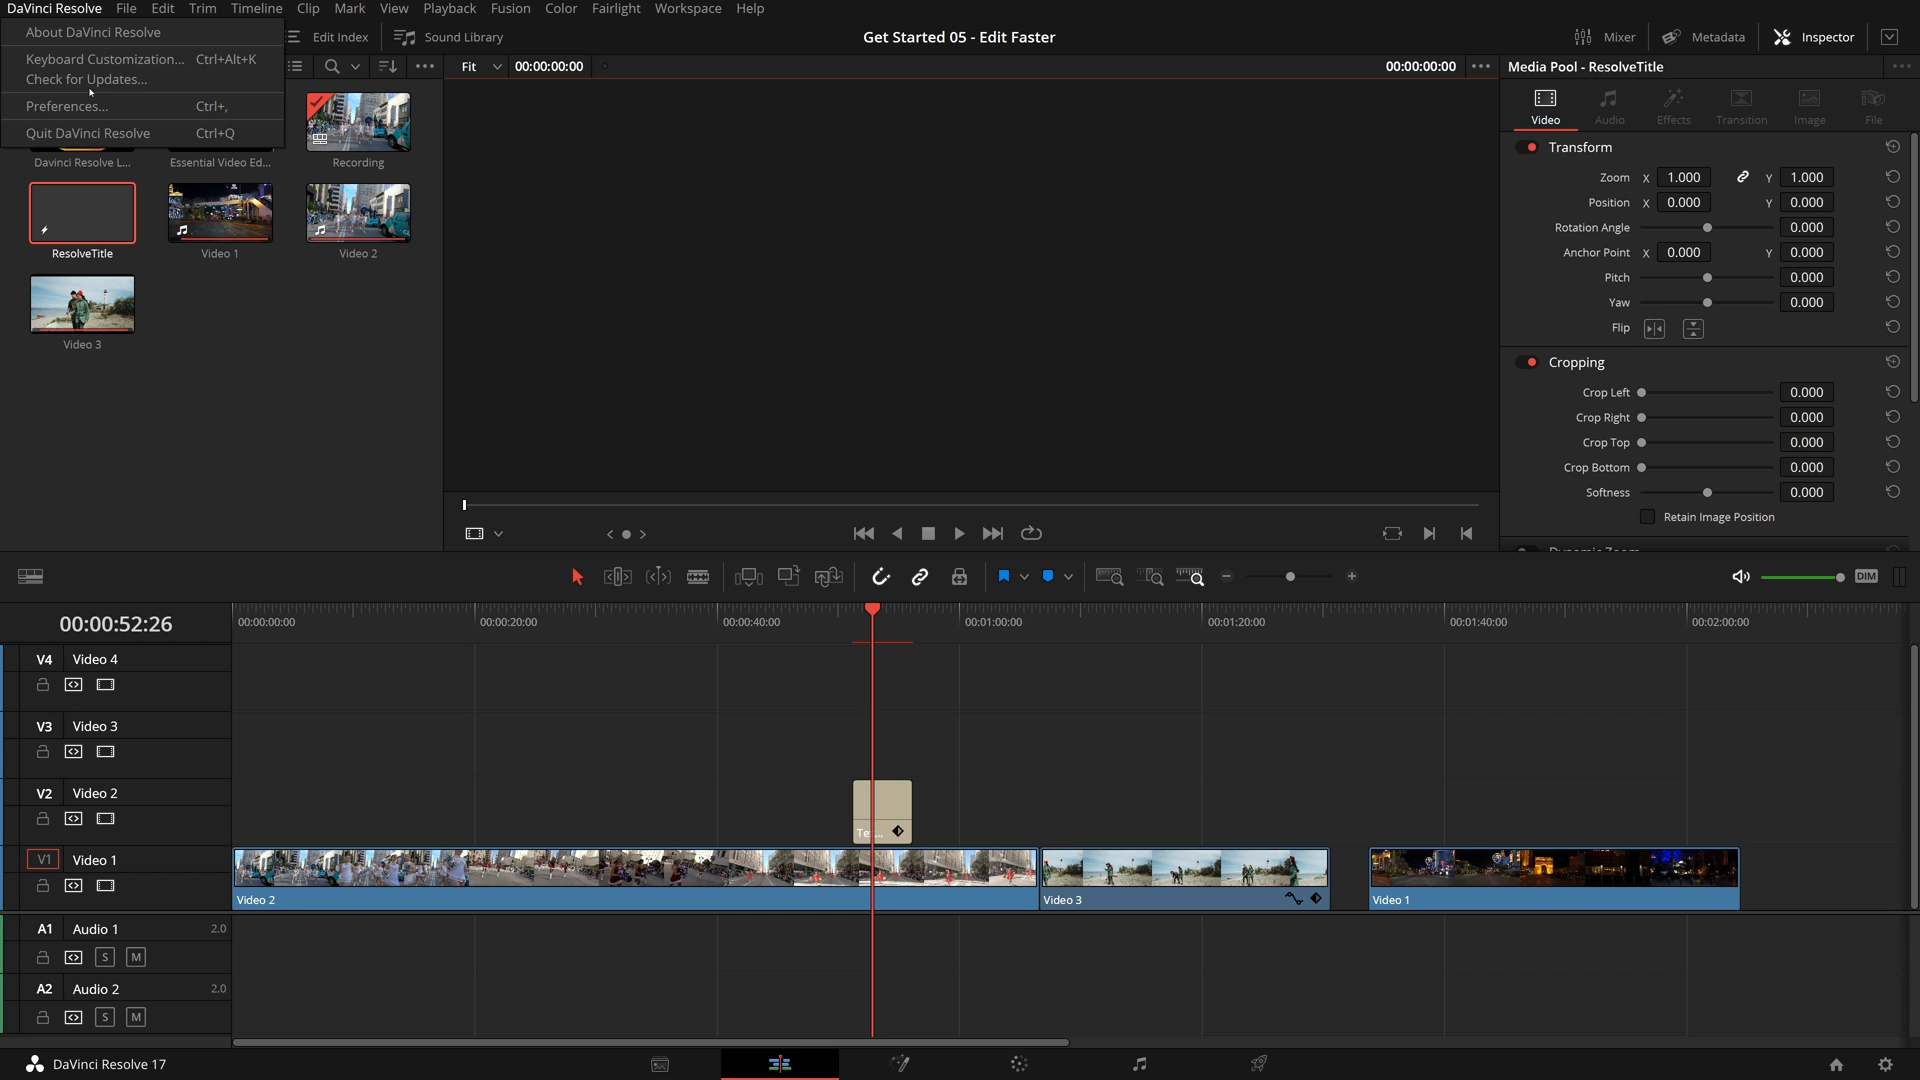 DaVinci Resolve File Edit Trim Timeline Clip Mark View Playback Fusion Color Fairlight Workspace Help
About DaVinci Resolve
Keyboard Customization... Ctrl+Alt+K
Check for Updates...
Preferences... Ctrl+,
Quit DaVinci Resolve Ctrl+Q
Edit Index Sound Library
Get Started 05 - Edit Faster
Mixer Metadata Inspector
Fit 00:00:00:00 00:00:00:00
Davinci Resolve L... Essential Video Ed... Recording
ResolveTitle Video 1 Video 2
Video 3
Media Pool - ResolveTitle
Video Audio Effects Transition Image File
Transform
Zoom X 1.000 Y 1.000
Position X 0.000 Y 0.000
Rotation Angle 0.000
Anchor Point X 0.000 Y 0.000
Pitch 0.000
Yaw 0.000
Flip
Cropping
Crop Left 0.000
Crop Right 0.000
Crop Top 0.000
Crop Bottom 0.000
Softness 0.000
Retain Image Position
DIM
00:00:52:26
00:00:00:00 00:00:20:00 00:00:40:00 00:01:00:00 00:01:20:00 00:01:40:00 00:02:00:00
V4 Video 4
V3 Video 3
V2 Video 2
Te...
V1 Video 1
Video 2 Video 3 Video 1
A1 Audio 1 2.0
S M
A2 Audio 2 2.0
S M
DaVinci Resolve 17